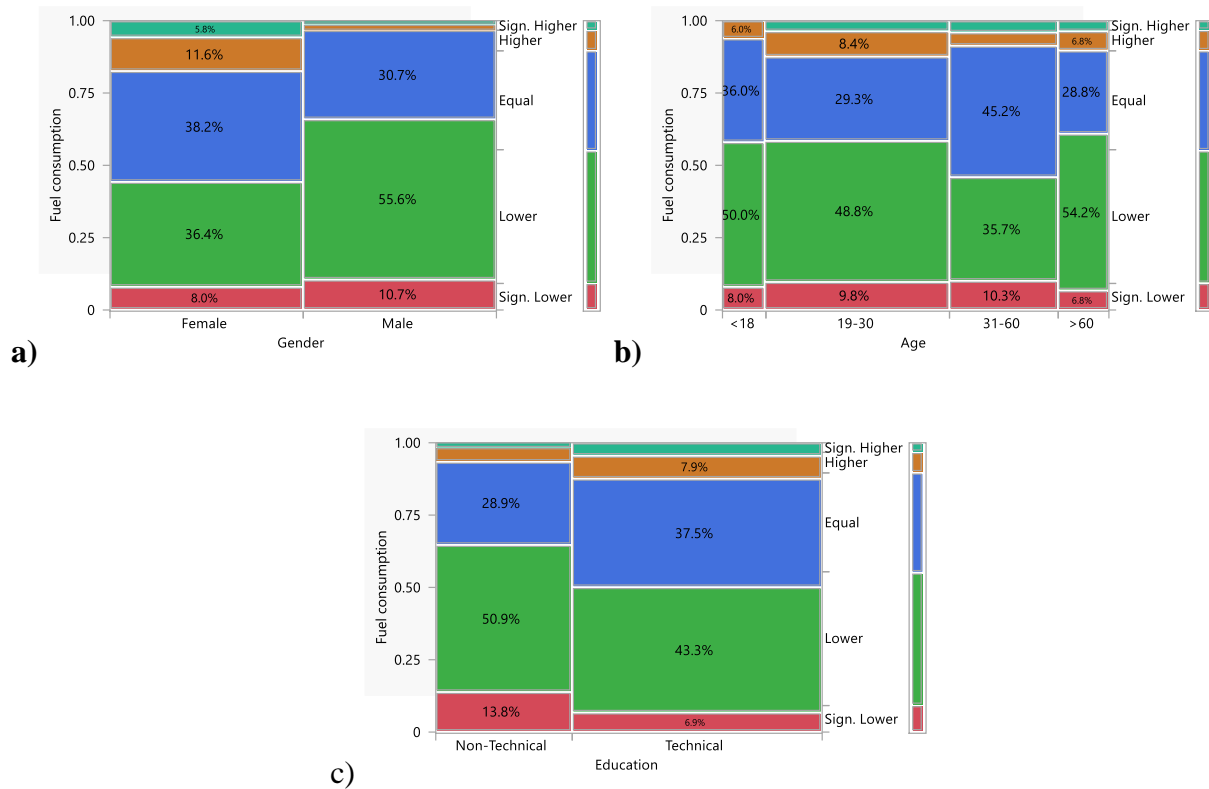 1.00
0.75
0.50
0.25
0
Fuel consumption
5.8%
11.6%
38.2%
36.4%
8.0%
30.7%
55.6%
10.7%
Sign. Higher
Higher
Equal
Lower
Sign. Lower
Female Male
Gender
a)
1.00
0.75
0.50
0.25
0
Fuel consumption
6.0%
36.0%
50.0%
8.0%
8.4%
29.3%
48.8%
9.8%
45.2%
35.7%
10.3%
6.8%
28.8%
54.2%
6.8%
Sign. Higher
Higher
Equal
Lower
Sign. Lower
<18 19-30 31-60 >60
Age
b)
1.00
0.75
0.50
0.25
0
Fuel consumption
28.9%
50.9%
13.8%
7.9%
37.5%
43.3%
6.9%
Sign. Higher
Higher
Equal
Lower
Sign. Lower
Non-Technical Technical
Education
c)